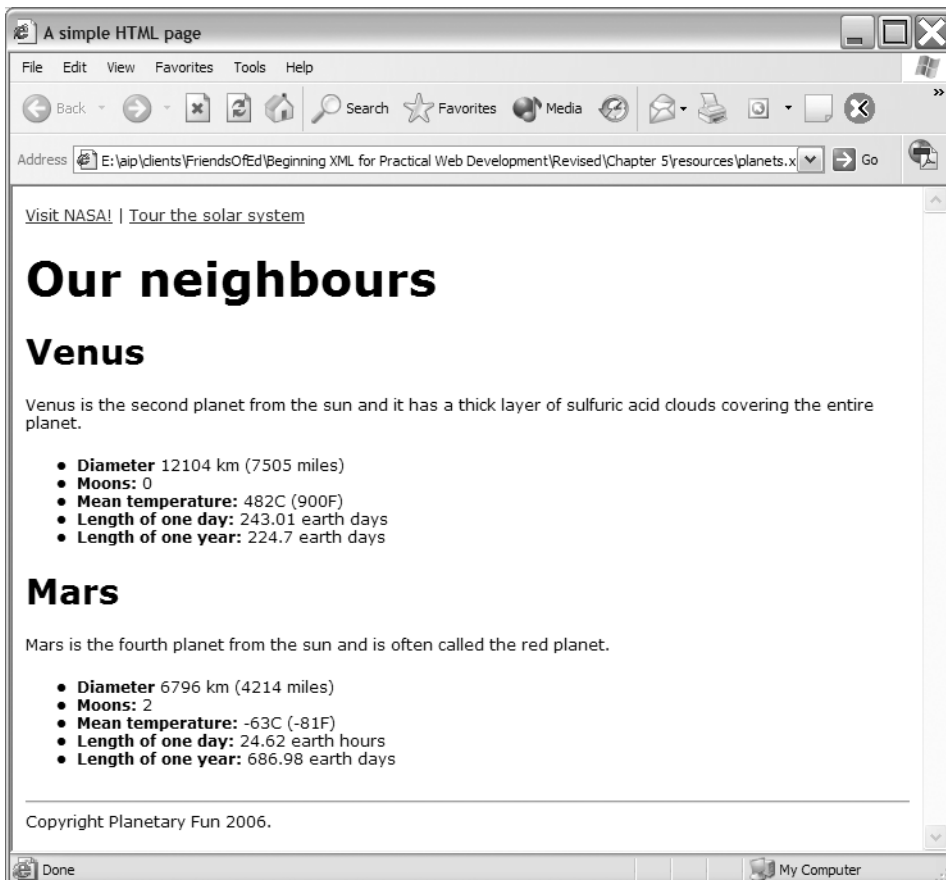 A simple HTML page
File Edit View Favorites Tools Help
Back Search Favorites Media »
Address E:\aip\clients\FriendsOfEd\Beginning XML for Practical Web Development\Revised\Chapter 5\resources\planets.x Go
Visit NASA! | Tour the solar system
Our neighbours
Venus
Venus is the second planet from the sun and it has a thick layer of sulfuric acid clouds covering the entire
planet.
● Diameter 12104 km (7505 miles)
● Moons: 0
● Mean temperature: 482C (900F)
● Length of one day: 243.01 earth days
● Length of one year: 224.7 earth days
Mars
Mars is the fourth planet from the sun and is often called the red planet.
● Diameter 6796 km (4214 miles)
● Moons: 2
● Mean temperature: -63C (-81F)
● Length of one day: 24.62 earth hours
● Length of one year: 686.98 earth days
Copyright Planetary Fun 2006.
Done My Computer